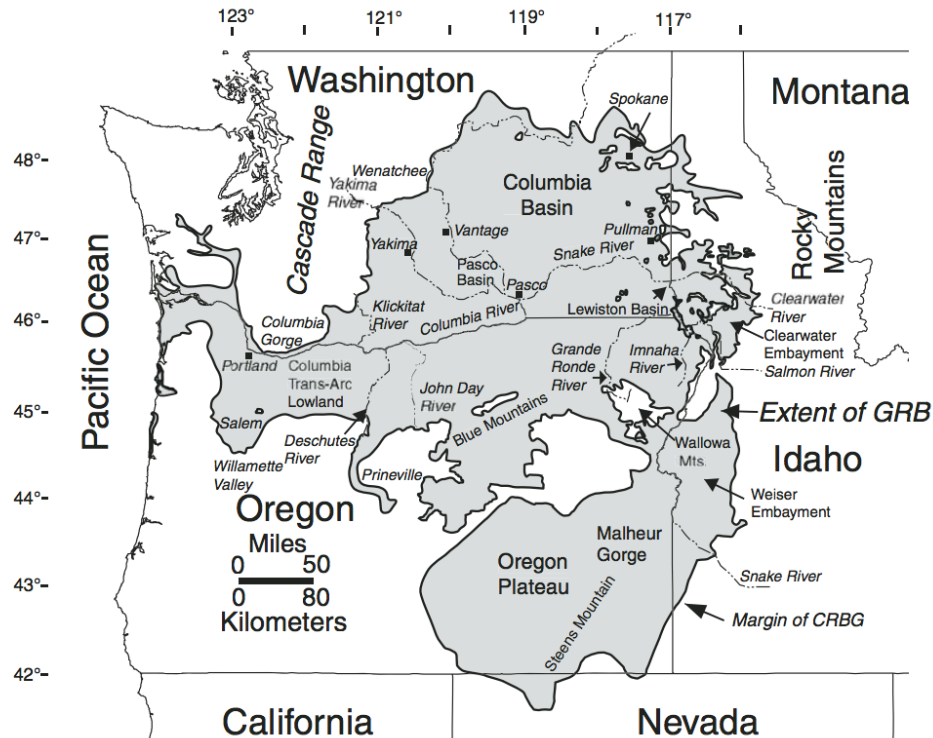 123°
121°
119°
117°
Washington
Montana
Spokane
48°
Wenatchee
Yakima
River
Cascade Range
Columbia
Basin
Rocky
Mountains
47°
Vantage
Pullman
Yakima
Snake River
Pasco
Basin
Pasco
Pacific Ocean
Klickitat
River
Columbia River
Lewiston Basin
Clearwater
River
46°
Columbia
Gorge
Clearwater
Embayment
Grande
Ronde
River
Imnaha
River
Salmon River
Portland
Columbia
Trans-Arc
Lowland
John Day
River
45°
Salem
Blue Mountains
Extent of GRB
Deschutes
River
Wallowa
Mts.
Idaho
Willamette
Valley
Prineville
44°
Weiser
Embayment
Oregon
Miles
0 50
0 80
Kilometers
Malheur
Gorge
Oregon
Plateau
43°
Snake River
Steens Mountain
Margin of CRBG
42°
California
Nevada